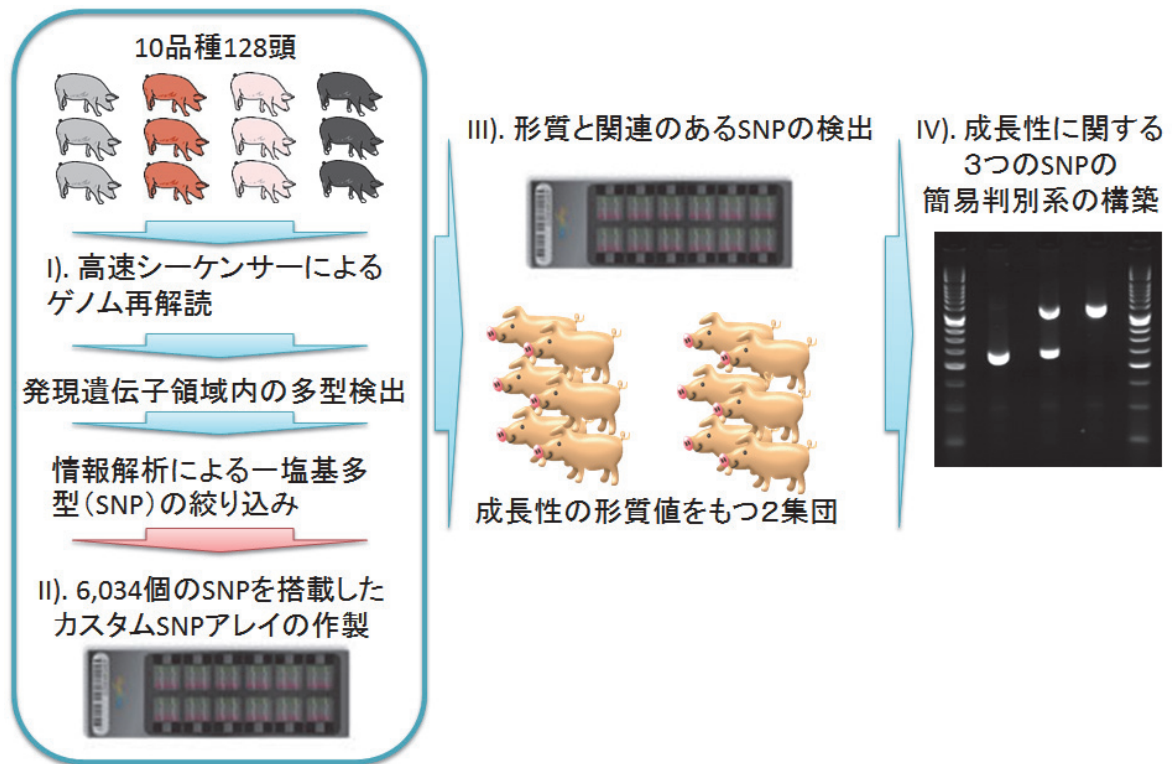 10品種128頭
I). 高速シーケンサーによる
ゲノム再解読
発現遺伝子領域内の多型検出
情報解析による一塩基多
型(SNP)の絞り込み
II). 6,034個のSNPを搭載した
カスタムSNPアレイの作製
III). 形質と関連のあるSNPの検出
成長性の形質値をもつ2集団
IV). 成長性に関する
3つのSNPの
簡易判別系の構築